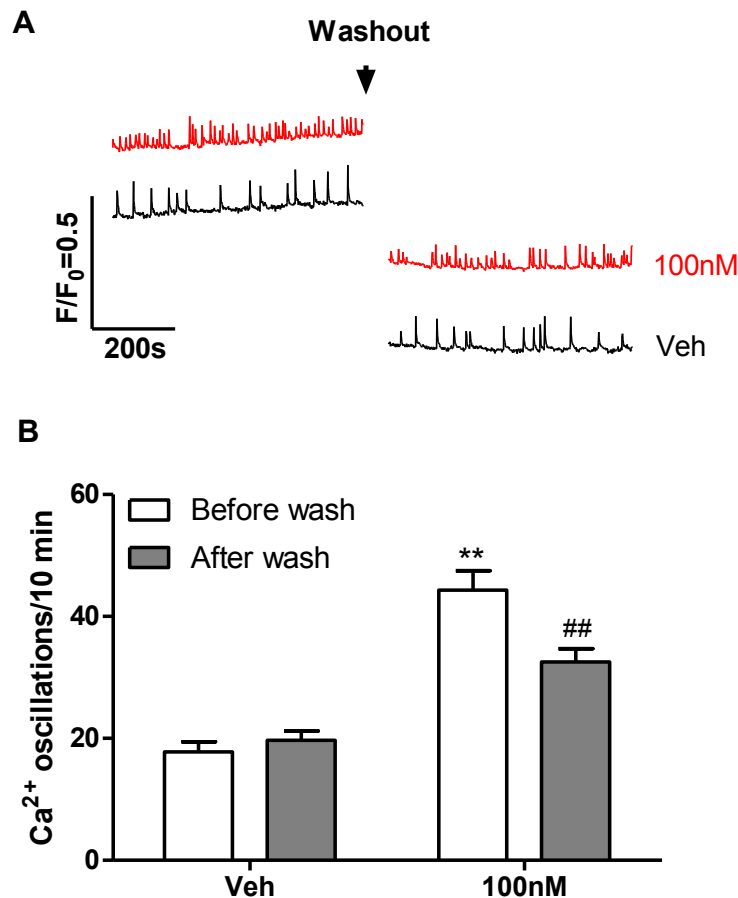 A
Washout
F/F₀=0.5
200s
100nM
Veh
B
Ca²⁺ oscillations/10 min
60
40
20
0
Before wash
After wash
**
##
Veh
100nM